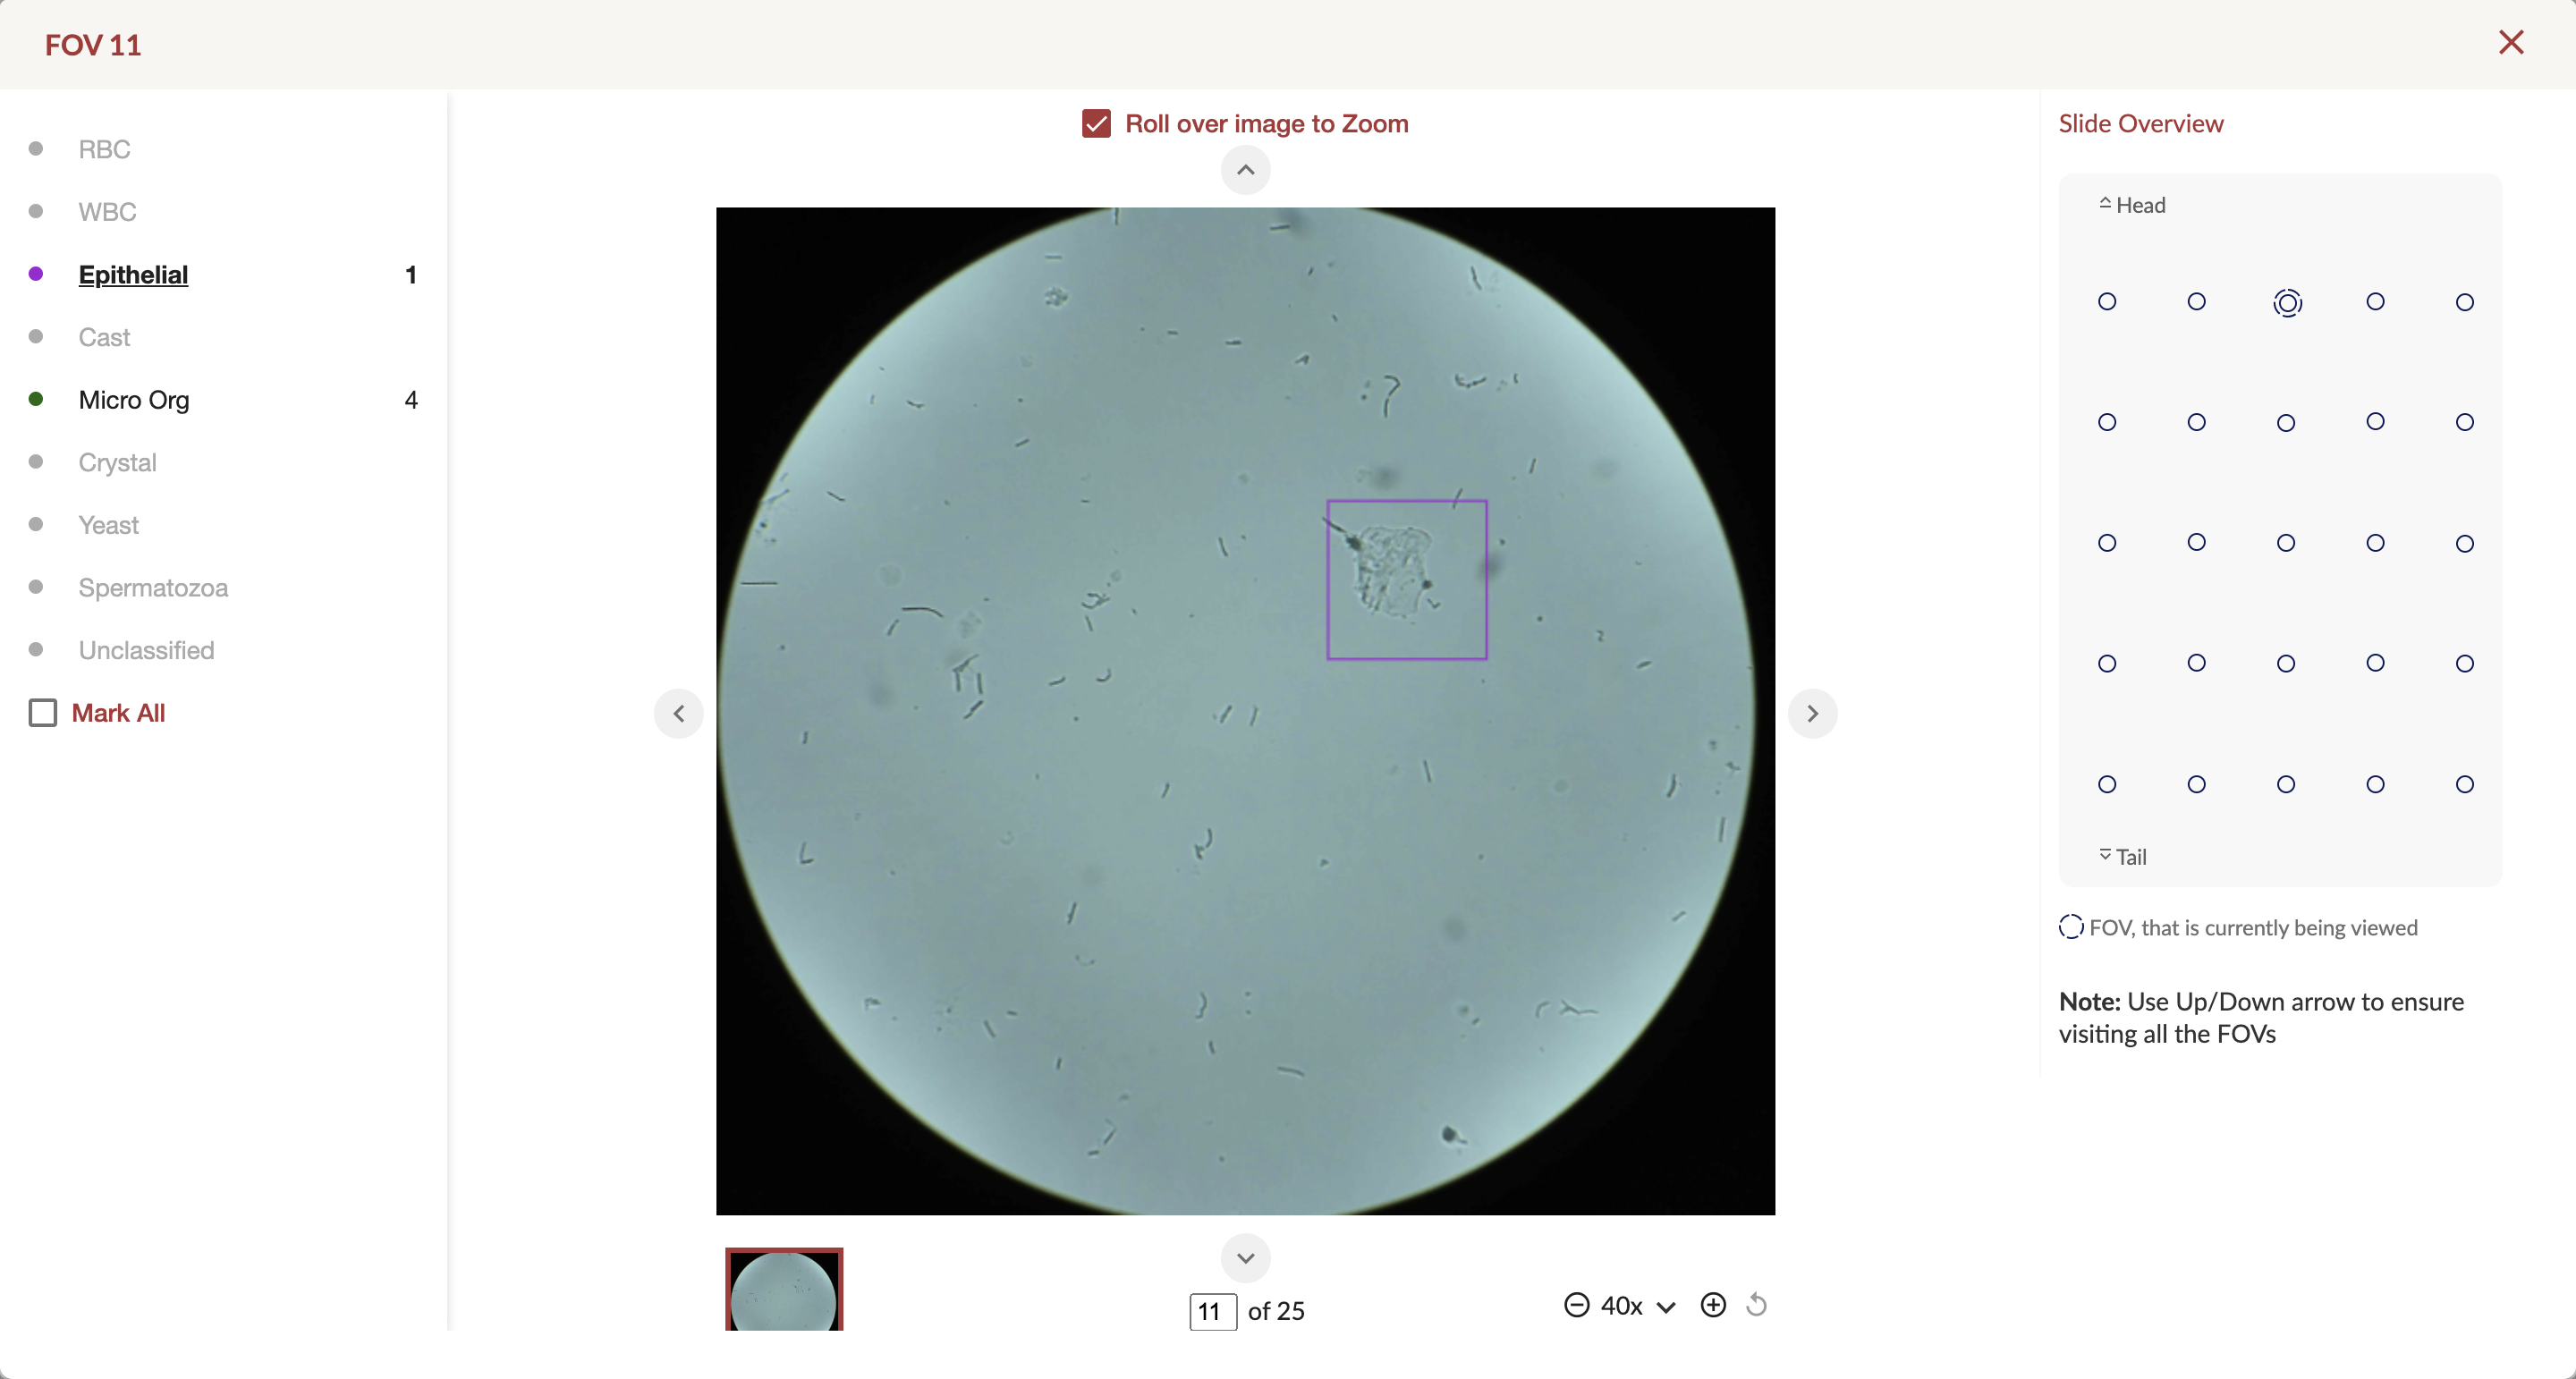 FOV 11
RBC
WBC
Epithelial 1
Cast
Micro Org 4
Crystal
Yeast
Spermatozoa
Unclassified
Mark All
Roll over image to Zoom
11 of 25
40x
Slide Overview
Head
Tail
FOV, that is currently being viewed
Note: Use Up/Down arrow to ensure
visiting all the FOVs